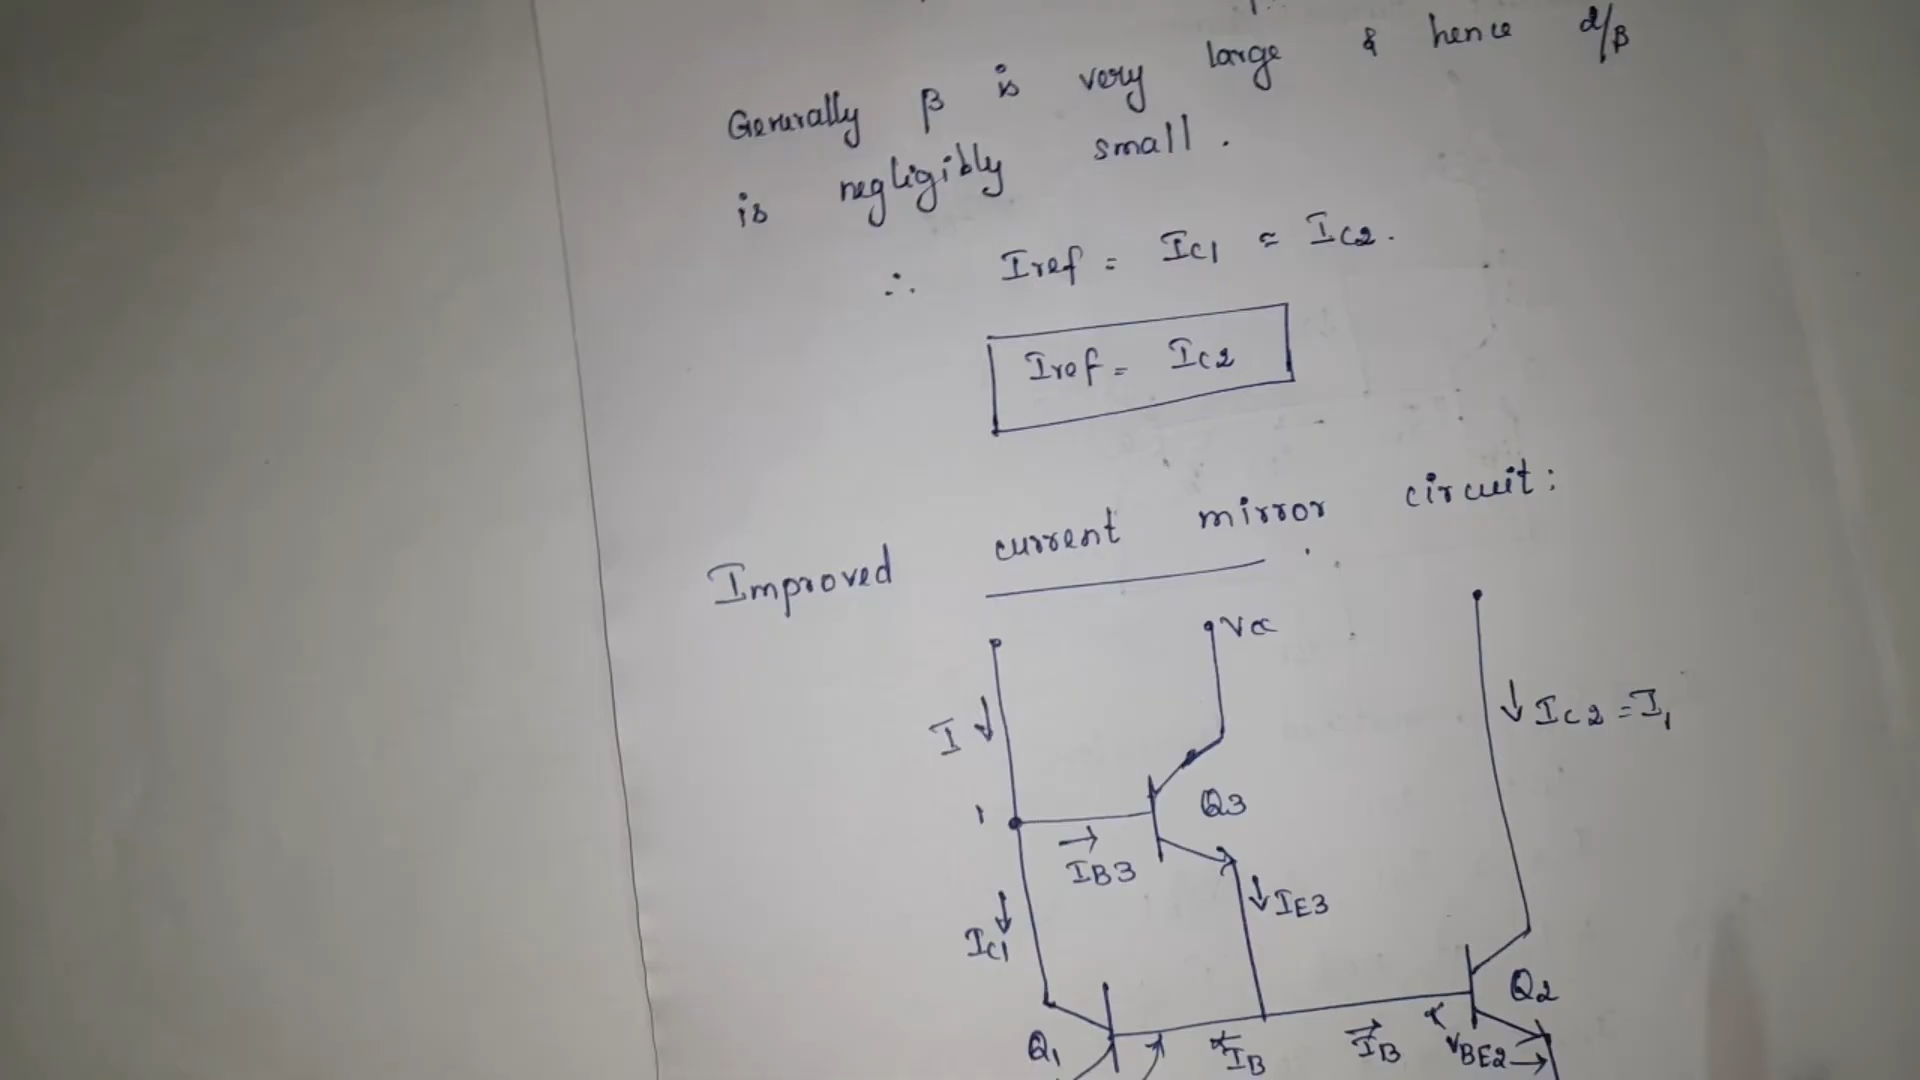 Generally β is very large & hence 2/β
is negligibly small.
∴ Iref = IC1 ≈ IC2.
Iref = IC2
Improved current mirror circuit:
VCC
I ↓
↓ IC2 = I1
Q3
→
IB3
↓ IE3
IC1 ↓
Q2
Q1
←IB
→IB
VBE2→